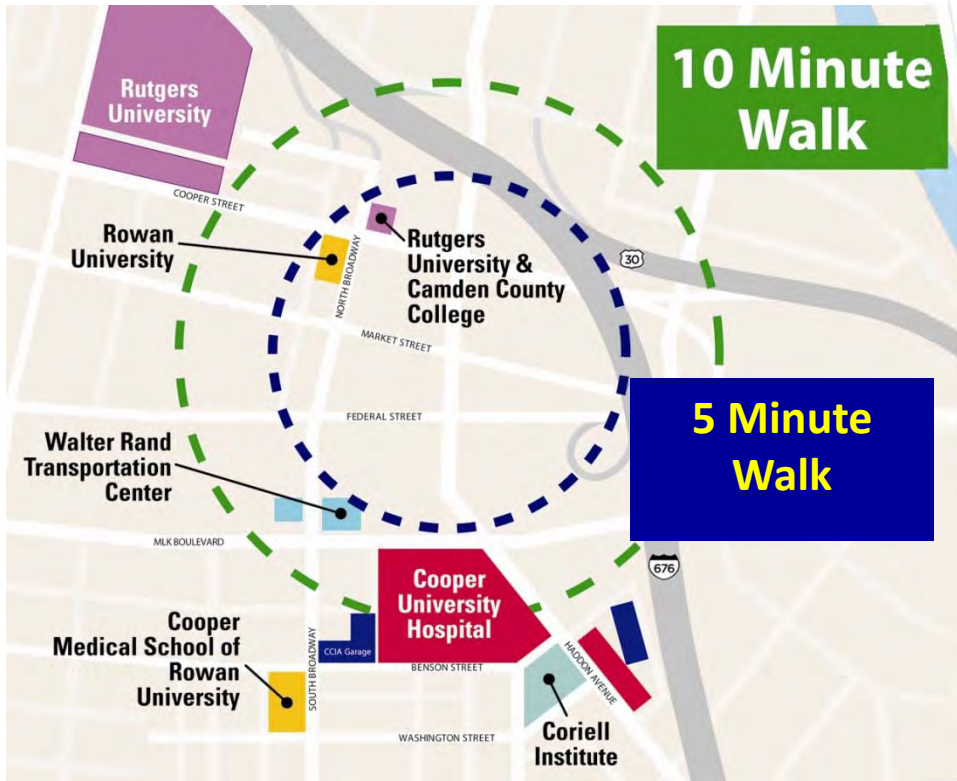 10 Minute
Walk
Rutgers
University
COOPER STREET
Rowan
University
NORTH BROADWAY
Rutgers
University &
Camden County
College
30
MARKET STREET
5 Minute
Walk
FEDERAL STREET
Walter Rand
Transportation
Center
MLK BOULEVARD
676
Cooper
University
Hospital
Cooper
Medical School of
Rowan
University
CCIA Garage
SOUTH BROADWAY
BENSON STREET
HADDON AVENUE
WASHINGTON STREET
Coriell
Institute